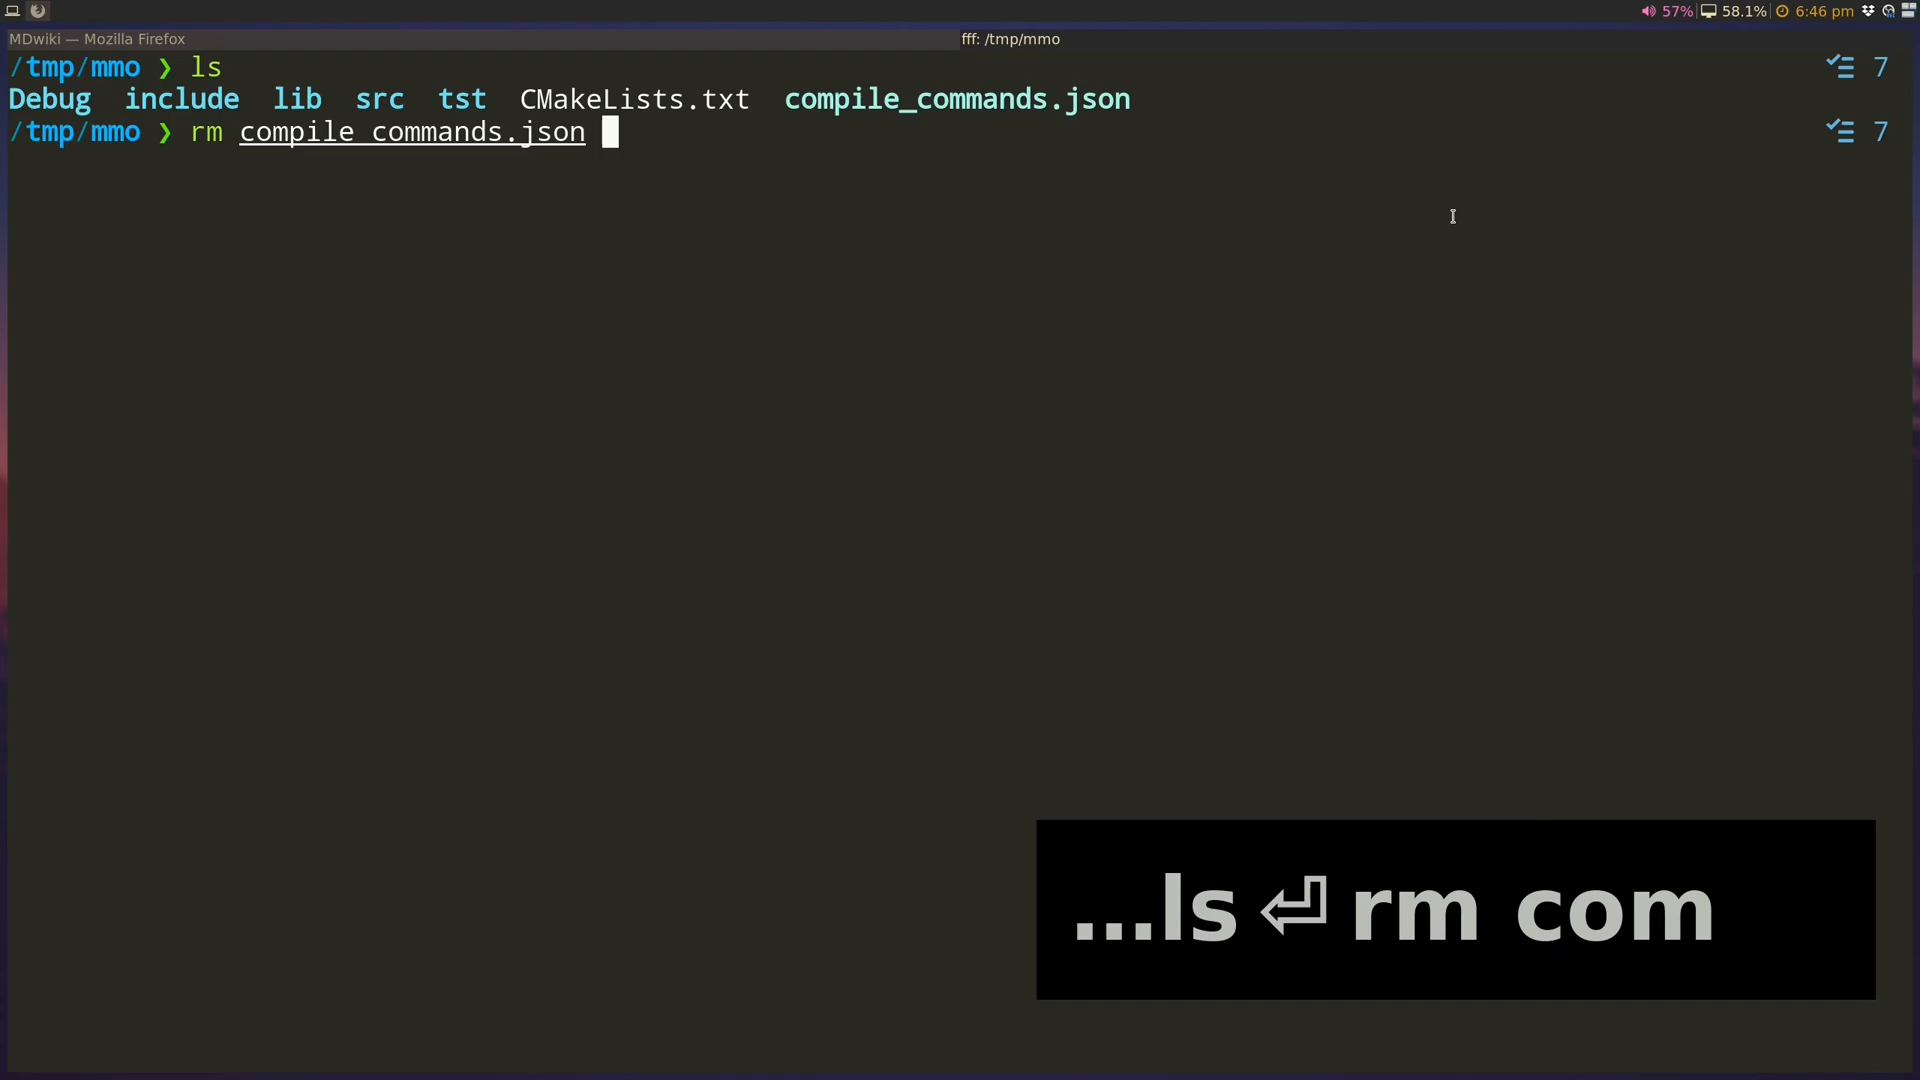 57% 58.1% 6:46 pm
MDwiki — Mozilla Firefox fff: /tmp/mmo
/tmp/mmo ❯ ls 7
Debug include lib src tst CMakeLists.txt compile_commands.json
/tmp/mmo ❯ rm compile_commands.json 7
...ls ⏎ rm com